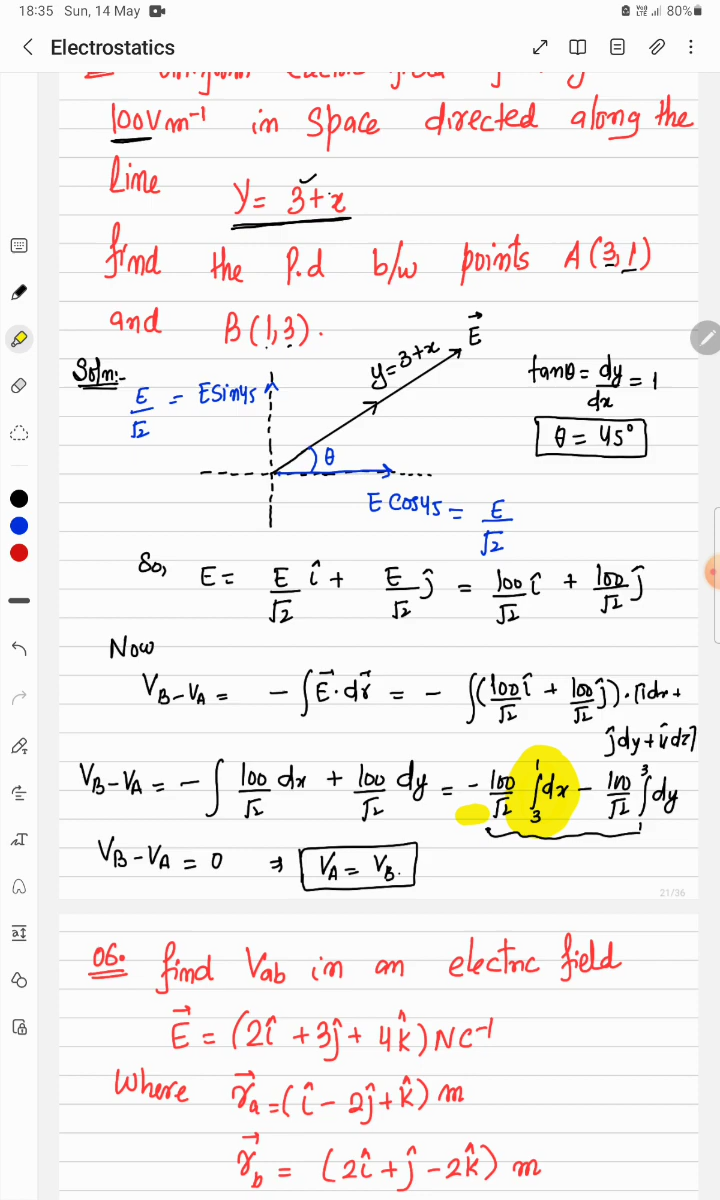 18:35 Sun, 14 May
80%
Electrostatics
100Vm⁻¹ in space directed along the
line y = 3+x
find the P.d b/w points A(3,1)
and B(1,3).
Soln:-
E/√2 = Esin45
y=3+x
E⃗
θ
tanθ = dy/dx = 1
θ = 45°
E cos45 = E/√2
So, E = E/√2 î + E/√2 ĵ = 100/√2 î + 100/√2 ĵ
Now
V_B-V_A = - ∫E⃗·dr⃗ = - ∫(100/√2 î + 100/√2 ĵ)·[îdx+
ĵdy+k̂dz]
V_B-V_A = - ∫ 100/√2 dx + 100/√2 dy = - 100/√2 ∫₃¹dx - 100/√2 ∫₁³dy
V_B-V_A = 0 ⇒ V_A = V_B.
21/36
06. find Vab in an electric field
E⃗ = (2î + 3ĵ + 4k̂) NC⁻¹
Where r⃗_a = (î - 2ĵ + k̂) m
r⃗_b = (2î + ĵ - 2k̂) m